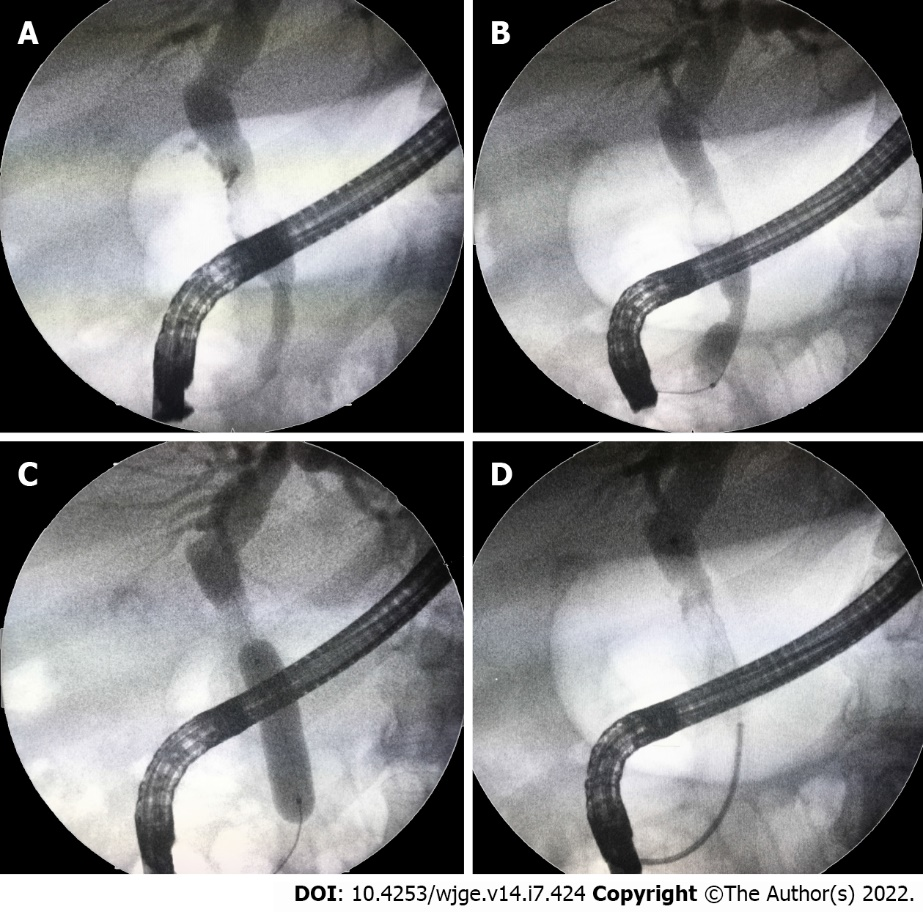 A
B
C
D
DOI: 10.4253/wjge.v14.i7.424 Copyright ©The Author(s) 2022.